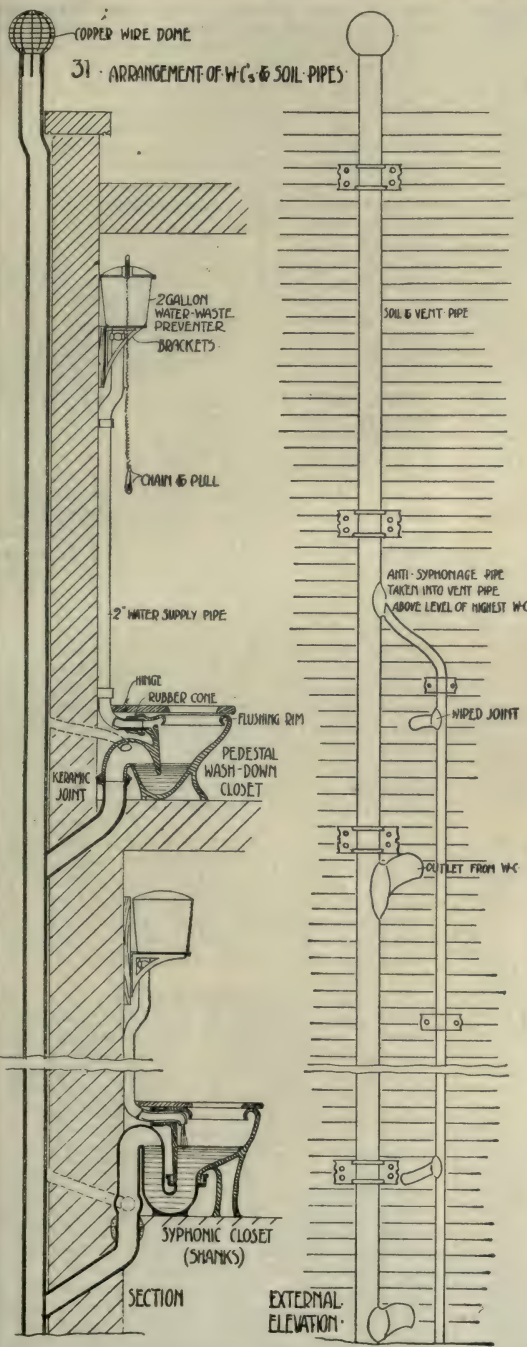 COPPER WIRE DOME
31 · ARRANGEMENT·OF·W·C's & SOIL·PIPES·
2 GALLON
WATER-WASTE
PREVENTER
BRACKETS
CHAIN & PULL
2" WATER SUPPLY PIPE
HINGE
RUBBER CONE
FLUSHING RIM
KERAMIC
JOINT
PEDESTAL
WASH-DOWN
CLOSET
SYPHONIC CLOSET
(SHANKS)
SECTION
SOIL & VENT PIPE
ANTI-SYPHONAGE PIPE
TAKEN INTO VENT PIPE
ABOVE LEVEL OF HIGHEST W·C
WIPED JOINT
OUTLET FROM W·C·
EXTERNAL·
ELEVATION·